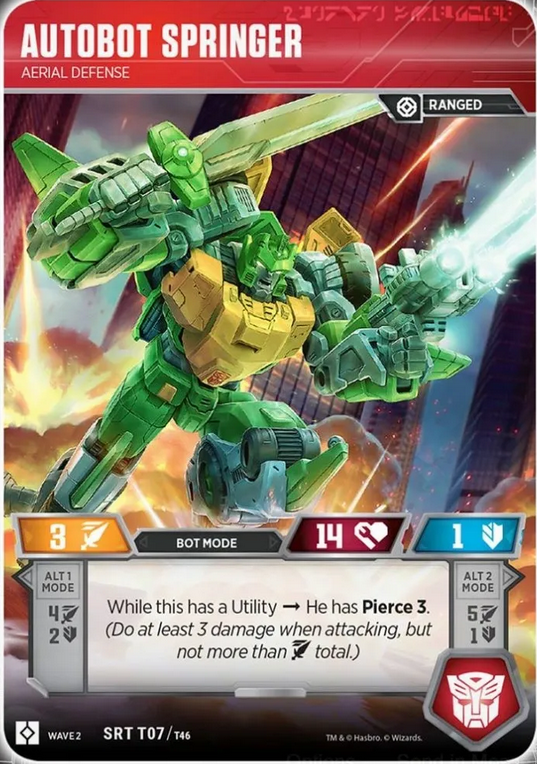 AUTOBOT SPRINGER
AERIAL DEFENSE
RANGED
3
BOT MODE
14
1
ALT 1
MODE
4
2
While this has a Utility → He has Pierce 3.
(Do at least 3 damage when attacking, but
not more than total.)
ALT 2
MODE
5
1
WAVE 2
SRT T07/T46
TM & © Hasbro. © Wizards.